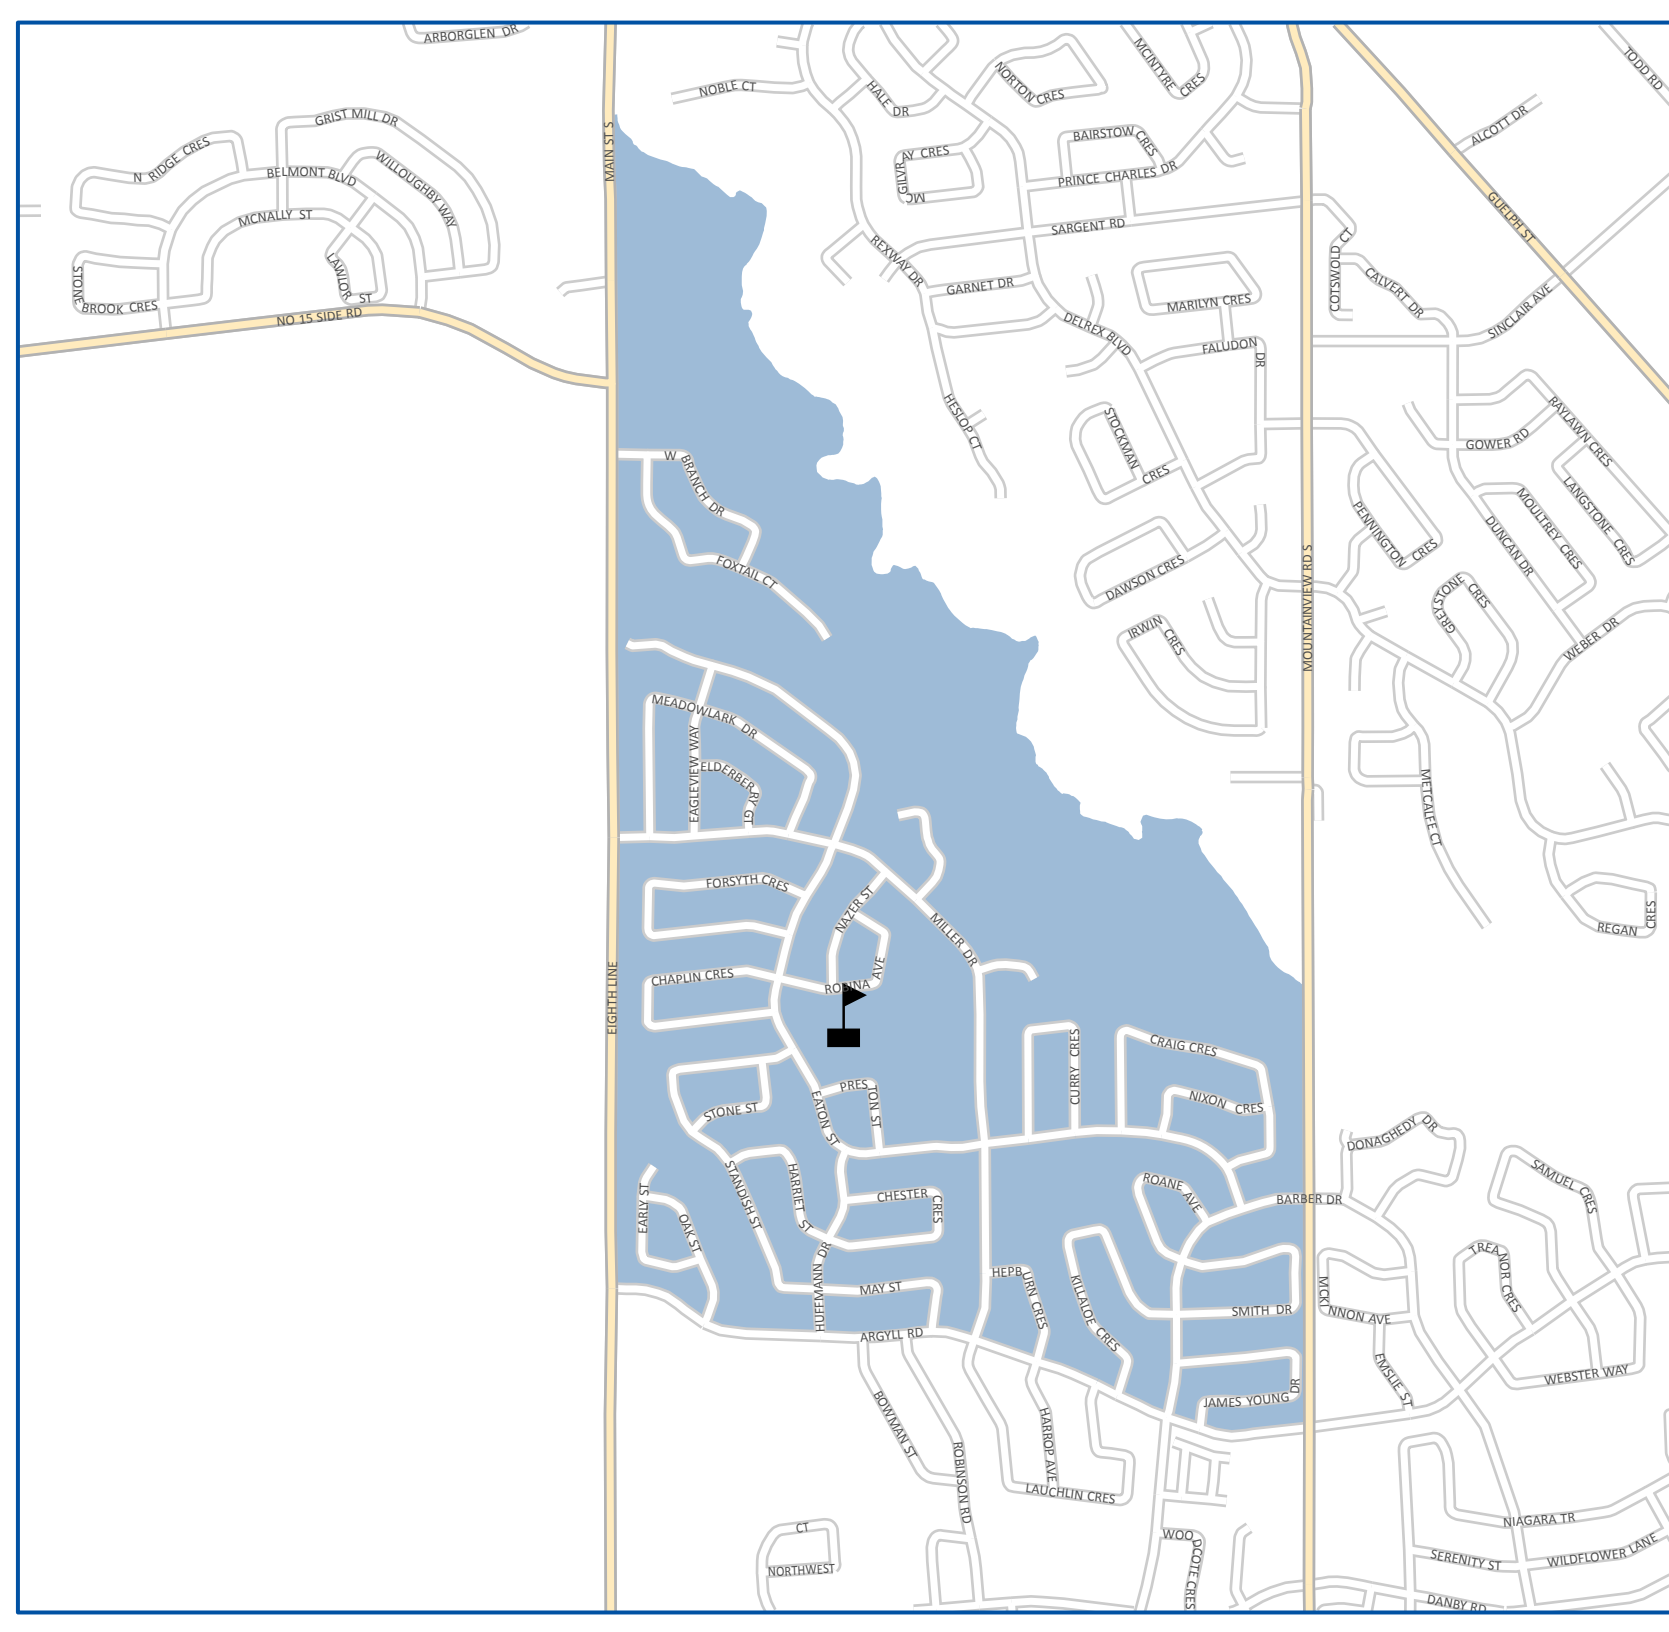 ARBORGLEN DR
NOBLE CT
HALE DR
NORTON CRES
MCINTYRE CRES
TODD RD
ALCOTT DR
GRIST MILL DR
N RIDGE CRES
BELMONT BLVD
WILLOUGHBY WAY
MCNALLY ST
LAWLOR ST
STONE BROOK CRES
NO 15 SIDE RD
MAIN ST S
MCGILVRAY CRES
BAIRSTOW CRES
PRINCE CHARLES DR
SARGENT RD
REXWAY DR
GARNET DR
MARILYN CRES
DELREX BLVD
FALUDON DR
COTSWOLD CT
CALVERT DR
GUELPH ST
SINCLAIR AVE
HESLOP CT
STOCKMAN CRES
GOWER RD
RAYLAWN CRES
LANGSTONE CRES
MOULTREY CRES
DUNCAN DR
PENNINGTON CRES
GREYSTONE CRES
WEBER DR
DAWSON CRES
IRWIN CRES
MOUNTAINVIEW RD S
W BRANCH DR
FOXTAIL CT
MEADOWLARK DR
EAGLEVIEW WAY
ELDERBERRY GT
METCALFE CT
REGAN CRES
FORSYTH CRES
NAZER ST
MILLER DR
CHAPLIN CRES
ROBINA AVE
EIGHTH LINE
CURRY CRES
CRAIG CRES
NIXON CRES
STONE ST
EATON ST
PRESTON ST
DONAGHEDY DR
SAMUEL CRES
STANDISH ST
HARRIET ST
CHESTER CRES
ROANE AVE
BARBER DR
EARLY ST
OAK ST
HUFFMANN DR
MAY ST
HEPBURN CRES
KILLALOE CRES
SMITH DR
MCKINNON AVE
TREANOR CRES
ARGYLL RD
EMSLIE ST
WEBSTER WAY
JAMES YOUNG DR
BOWMAN ST
ROBINSON RD
HARROP AVE
LAUCHLIN CRES
NORTHWEST CT
WOODCOTE CRES
NIAGARA TR
SERENITY ST
WILDFLOWER LANE
DANBY RD